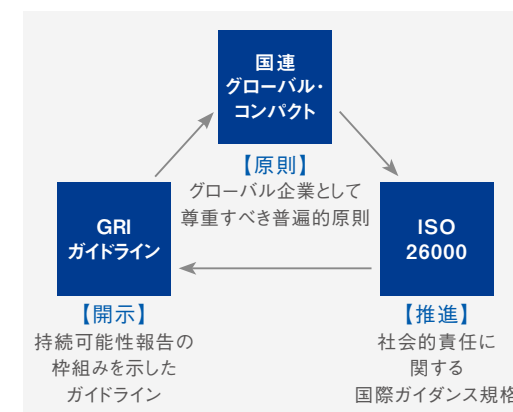 国連
グローバル・
コンパクト
【原則】
グローバル企業として
尊重すべき普遍的原則
GRI
ガイドライン
【開示】
持続可能性報告の
枠組みを示した
ガイドライン
ISO
26000
【推進】
社会的責任に
関する
国際ガイダンス規格